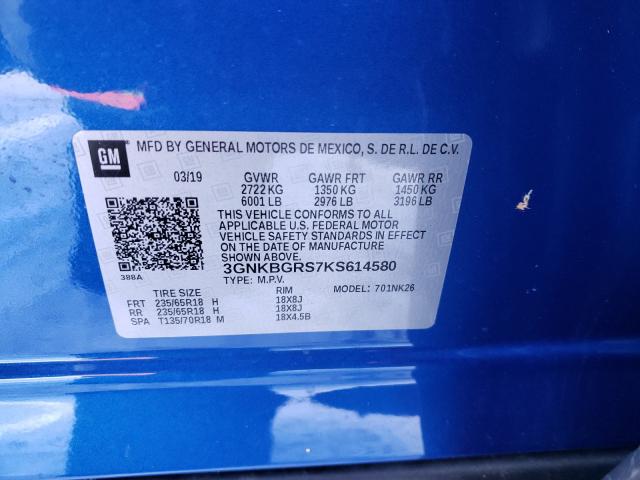 GM
MFD BY GENERAL MOTORS DE MEXICO, S. DE R.L. DE C.V.
03/19 GVWR GAWR FRT GAWR RR
2722 KG 1350 KG 1450 KG
6001 LB 2976 LB 3196 LB
THIS VEHICLE CONFORMS TO ALL
APPLICABLE U.S. FEDERAL MOTOR
VEHICLE SAFETY STANDARDS IN EFFECT
ON THE DATE OF MANUFACTURE
SHOWN ABOVE.
388A 3GNKBGRS7KS614580
TYPE: M.P.V. MODEL: 701NK26
TIRE SIZE RIM
FRT 235/65R18 H 18X8J
RR 235/65R18 H 18X8J
SPA T135/70R18 M 18X4.5B